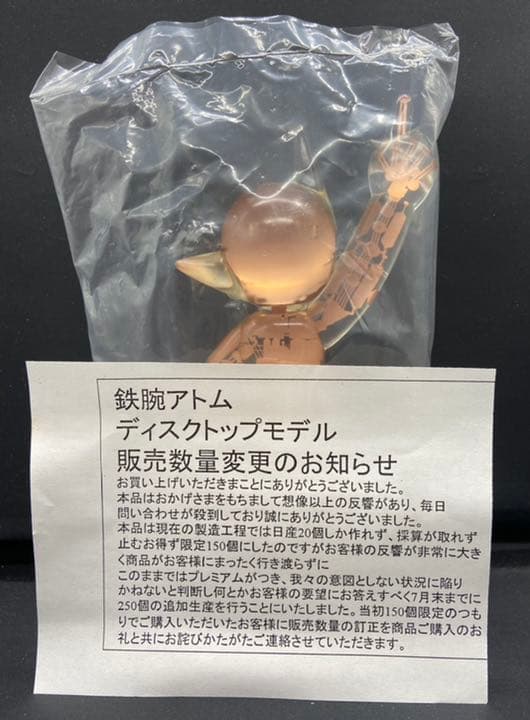 鉄腕アトム
ディスクトップモデル
販売数量変更のお知らせ
お買い上げいただきまことにありがとうございました。
本品はおかげさまをもちまして想像以上の反響があり、毎日
問い合わせが殺到しており誠にありがとうございました。
本品は現在の製造工程では日産20個しか作れず、採算が取れず
止むお得ず限定150個にしたのですがお客様の反響が非常に大き
く商品がお客様にまったく行き渡らずに
このままではプレミアムがつき、我々の意図としない状況に陥り
かねないと判断し何とかお客様の要望にお答えすべく7月末までに
250個の追加生産を行うことにいたしました。当初150個限定のつも
りでご購入いただいたお客様に販売数量の訂正を商品ご購入のお
礼と共にお詫びかたがたご連絡させていただきます。